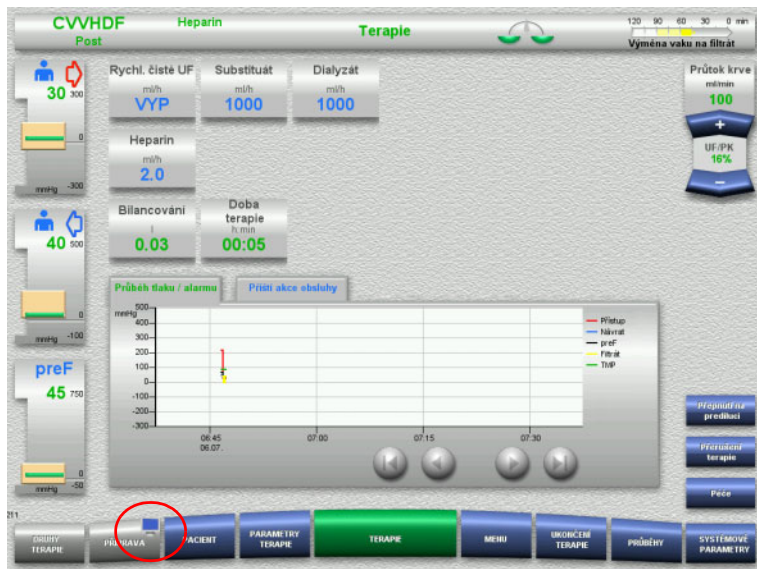 CVVHDF
Post
Heparin
Terapie
120 90 60 30 0 min
Výměna vaku na filtrát
30
300
0
mmHg -300
40
500
0
mmHg -100
preF
45
750
0
mmHg -50
Rychl. čisté UF
ml/h
VYP
Substituát
ml/h
1000
Dialyzát
ml/h
1000
Heparin
ml/h
2.0
Bilancování
l
0.03
Doba
terapie
h:min
00:05
Průtok krve
ml/min
100
+
UF/PK
16%
–
Průběh tlaku / alarmu
Příští akce obsluhy
mmHg
500
400
300
200
100
0
-100
-200
-300
06:45
06.07.
07:00
07:15
07:30
Přístup
Návrat
preF
Filtrát
TMP
Přepnutí na
prediluci
Přerušení
terapie
Péče
211
DRUHY
TERAPIE
PŘÍPRAVA
PACIENT
PARAMETRY
TERAPIE
TERAPIE
MENU
UKONČENÍ
TERAPIE
PRŮBĚHY
SYSTÉMOVÉ
PARAMETRY